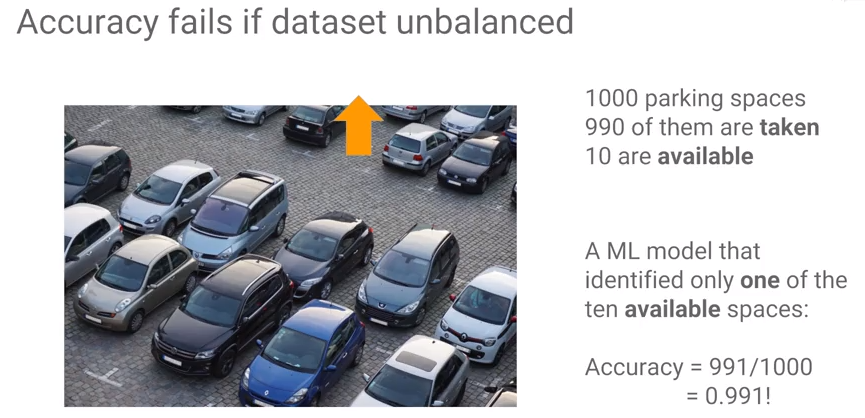 Accuracy fails if dataset unbalanced
1000 parking spaces
990 of them are taken
10 are available
A ML model that
identified only one of the
ten available spaces:
Accuracy = 991/1000
= 0.991!